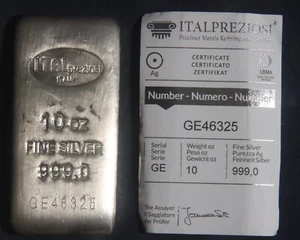 ITALpreziosi
10 oz
FINE SILVER
999.0
GE46325
ITALPREZIOSI
Precious Metals Refining
Ag
CERTIFICATE
CERTIFICATO
ZERTIFIKAT
LBMA
Number - Numero - Nummer
GE46325
Serial Weight oz Fine Silver
Serie Peso oz Purezza Ag
Serie Gewicht oz Feinheit Silber
GE 10 999,0
The Assayer
Il Saggiatore
der Prüfer